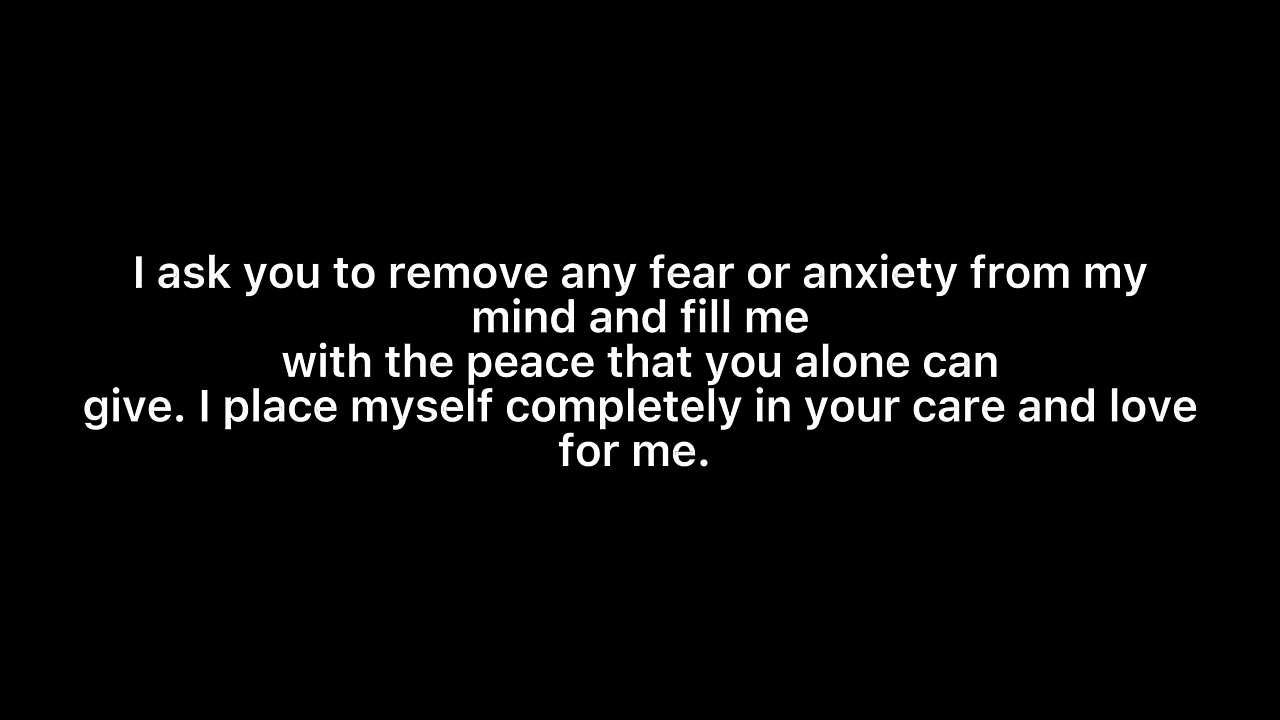 I ask you to remove any fear or anxiety from my
mind and fill me
with the peace that you alone can
give. I place myself completely in your care and love
for me.